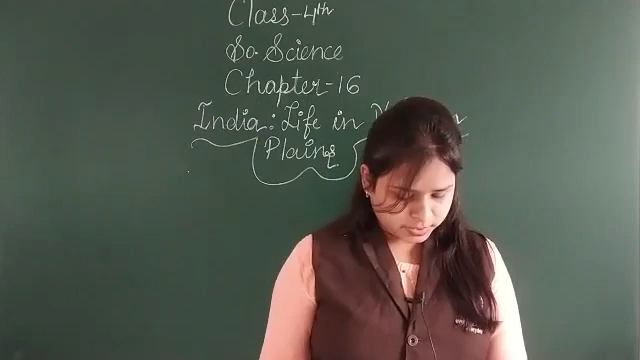 Class-4th
So. Science
Chapter-16
India: Life in
Plains